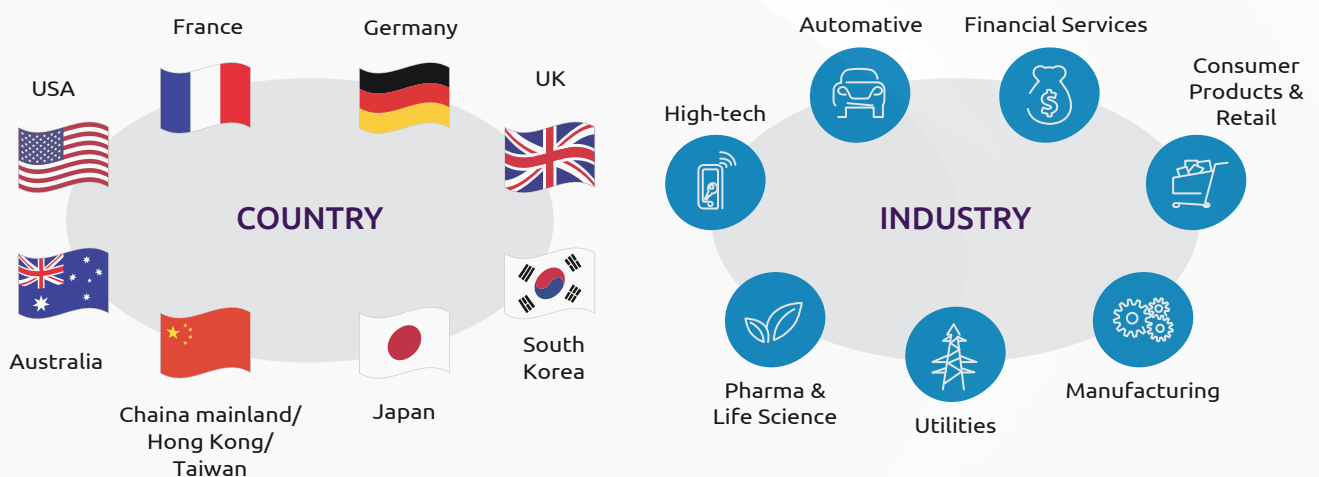 France
Germany
USA
UK
COUNTRY
Australia
South
Korea
Chaina mainland/
Hong Kong/
Taiwan
Japan
Automative
Financial Services
High-tech
Consumer
Products &
Retail
$
INDUSTRY
Pharma &
Life Science
Utilities
Manufacturing